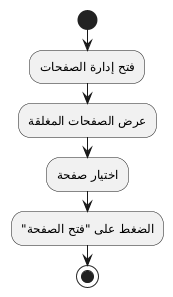 فتح إدارة الصفحات
عرض الصفحات المغلقة
اختيار صفحة
الضغط على "فتح الصفحة"